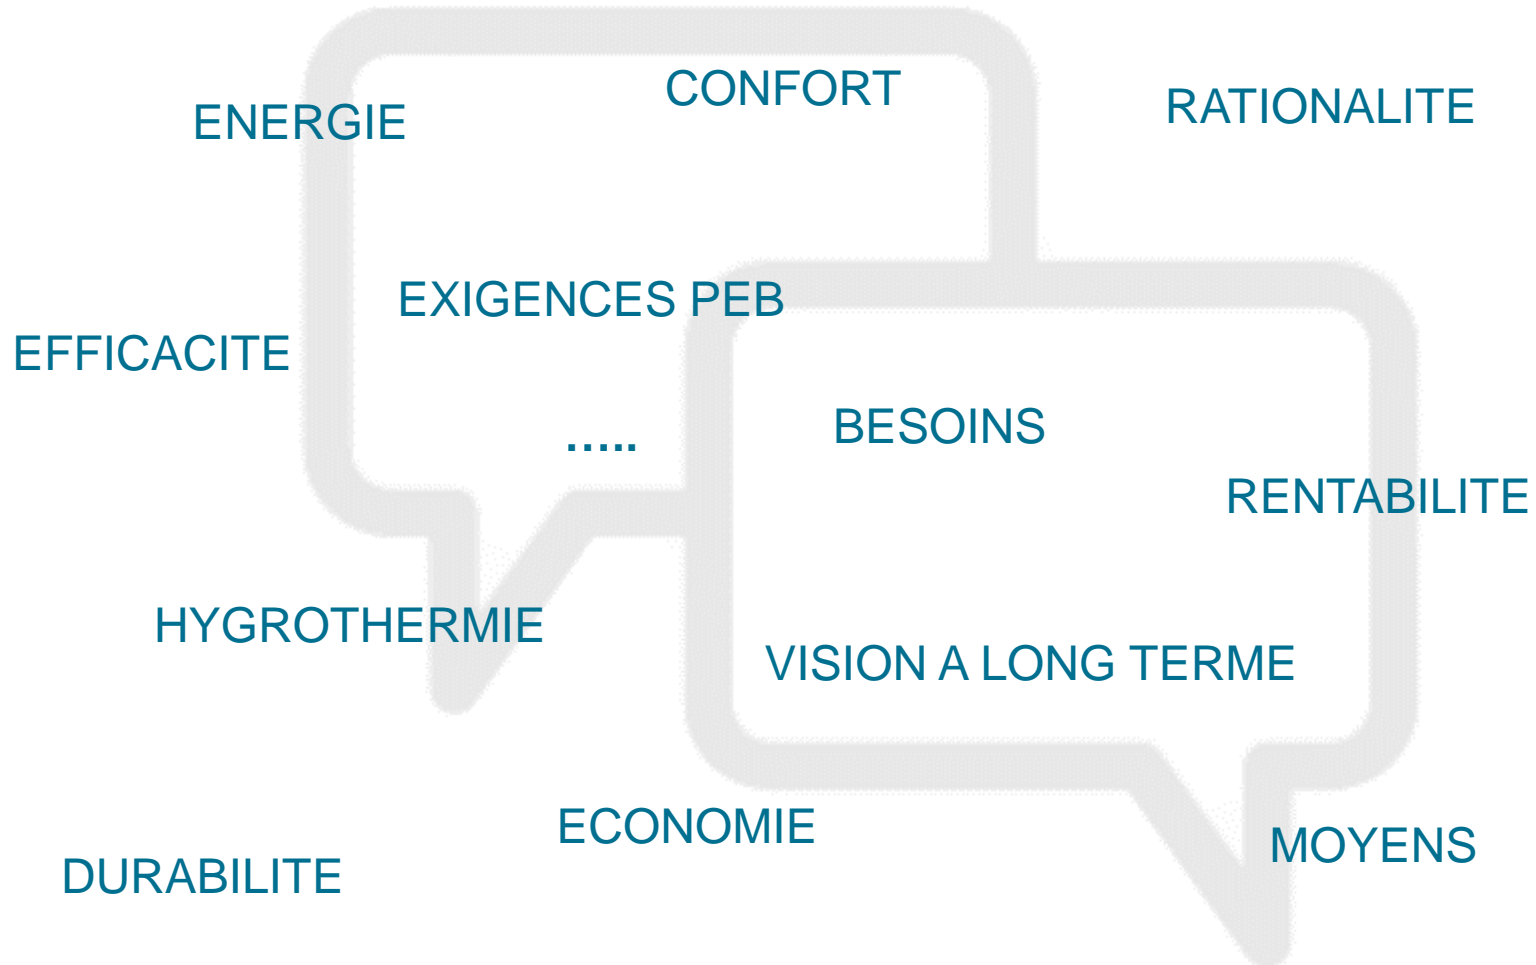 CONFORT
RATIONALITE
ENERGIE
EXIGENCES PEB
EFFICACITE
BESOINS
.....
RENTABILITE
HYGROTHERMIE
VISION A LONG TERME
ECONOMIE
MOYENS
DURABILITE